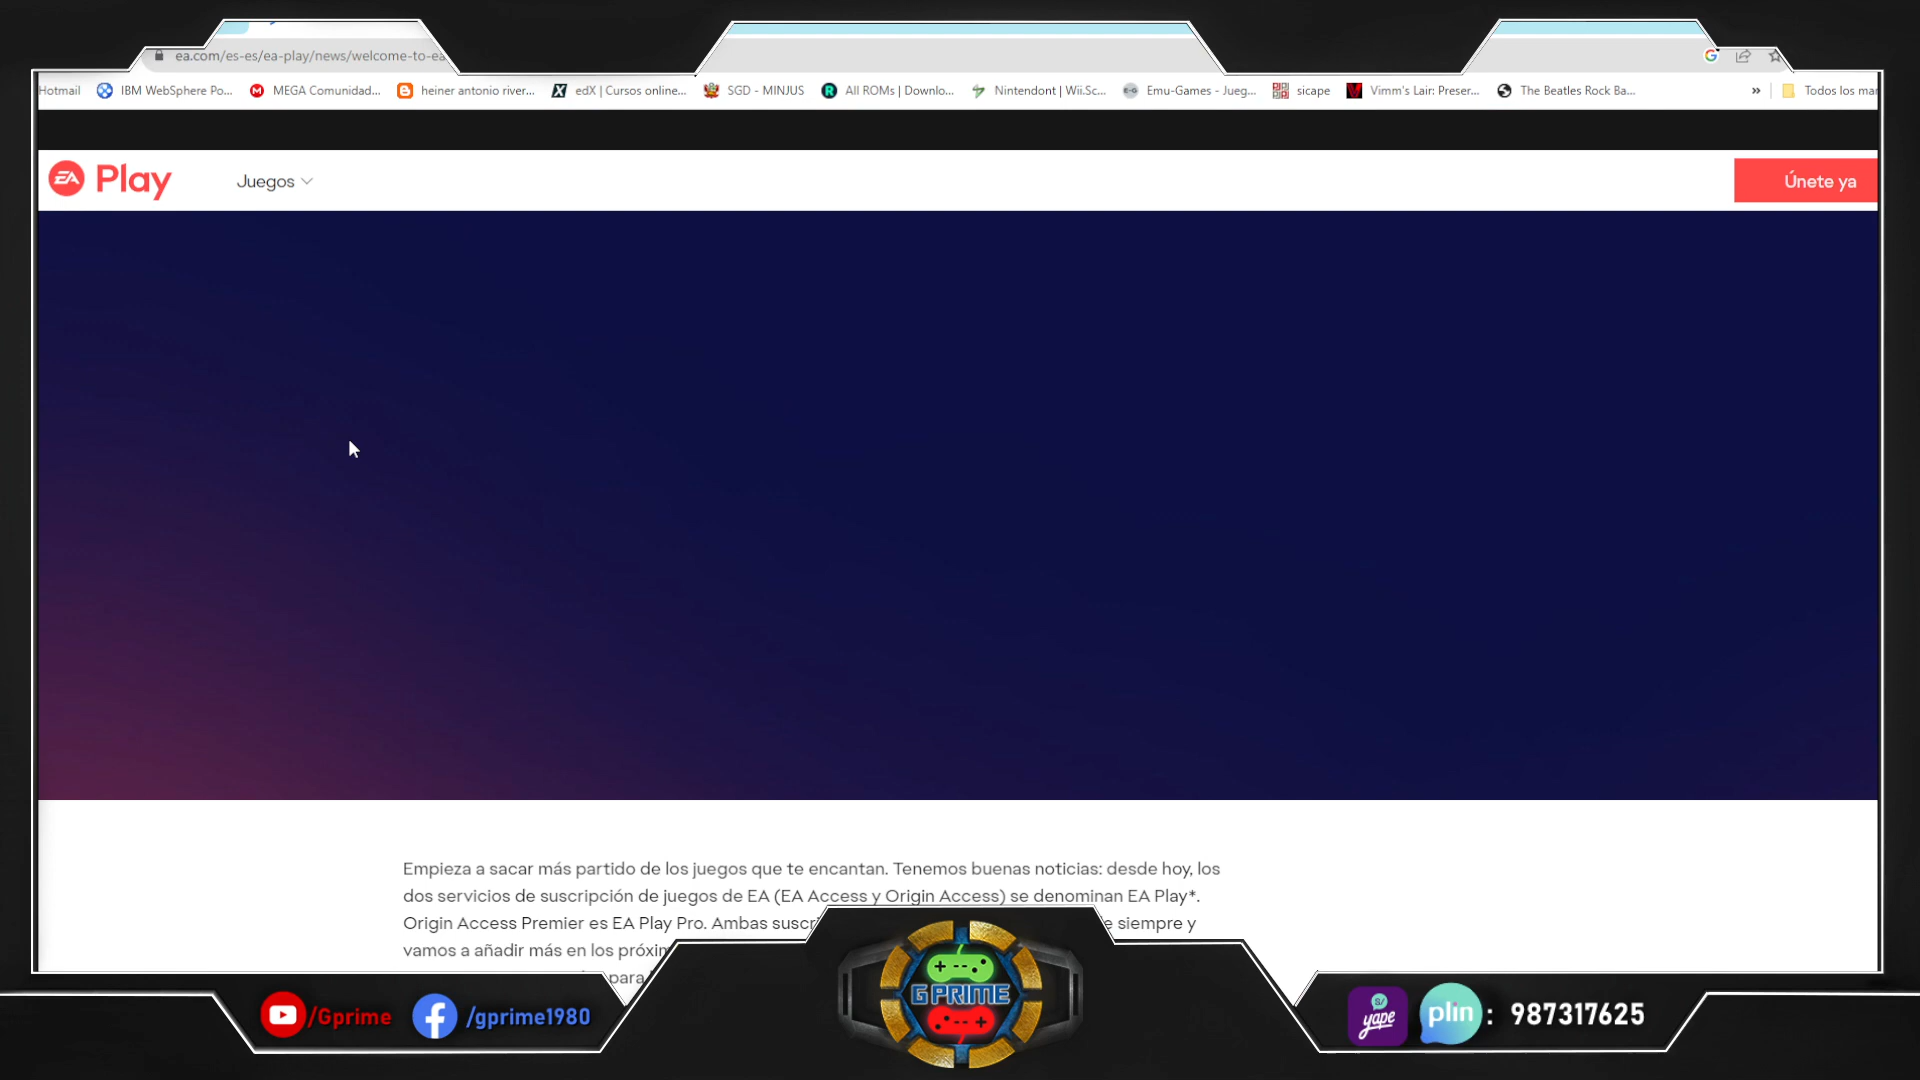 ea.com/es-es/ea-play/news/welcome-to-ea
Hotmail IBM WebSphere Po... MEGA Comunidad... heiner antonio river... edX | Cursos online... SGD - MINJUS All ROMs | Downlo... Nintendont | Wii.Sc... Emu-Games - Jueg... sicape Vimm's Lair: Preser... The Beatles Rock Ba... » Todos los mar
EA Play Juegos Únete ya
Empieza a sacar más partido de los juegos que te encantan. Tenemos buenas noticias: desde hoy, los
dos servicios de suscripción de juegos de EA (EA Access y Origin Access) se denominan EA Play*.
Origin Access Premier es EA Play Pro. Ambas suscri e siempre y
vamos a añadir más en los próxim
para
/Gprime /gprime1980 G PRIME S/ yape plin : 987317625